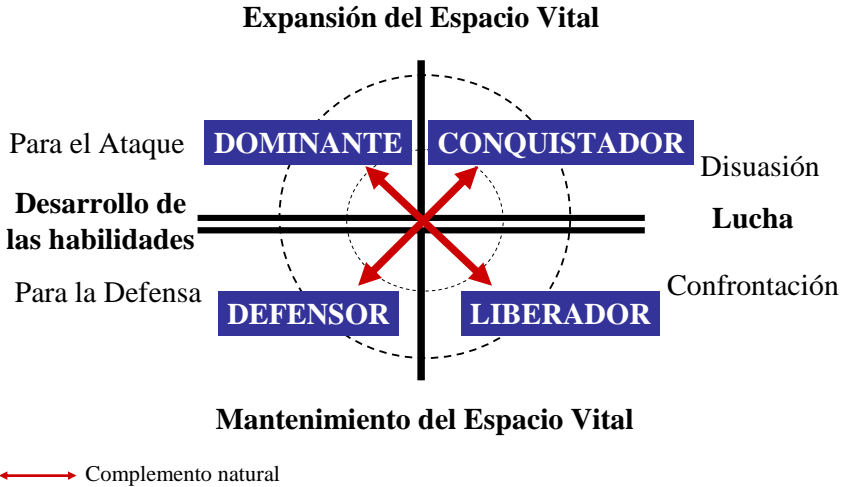 Expansión del Espacio Vital
Para el Ataque
DOMINANTE
CONQUISTADOR
Disuasión
Desarrollo de
las habilidades
Lucha
Para la Defensa
DEFENSOR
LIBERADOR
Confrontación
Mantenimiento del Espacio Vital
Complemento natural